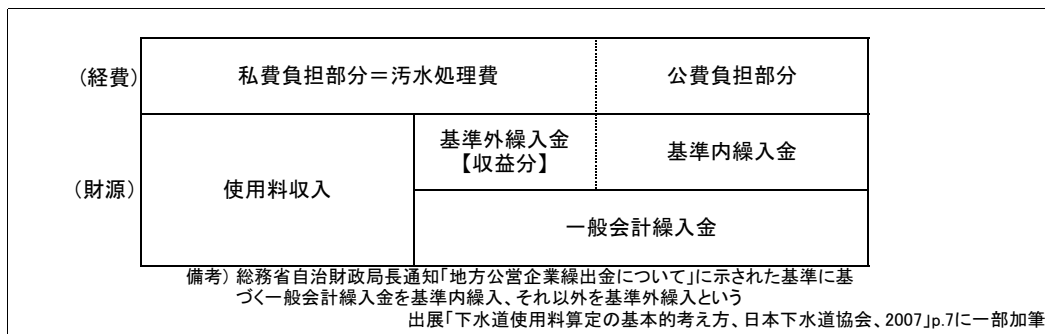 （経費）
私費負担部分＝汚水処理費
公費負担部分
（財源）
使用料収入
基準外繰入金
【収益分】
基準内繰入金
一般会計繰入金
備考）総務省自治財政局長通知「地方公営企業繰出金について」に示された基準に基
づく一般会計繰入金を基準内繰入、それ以外を基準外繰入という
出展「下水道使用料算定の基本的考え方、日本下水道協会、2007」p.7に一部加筆